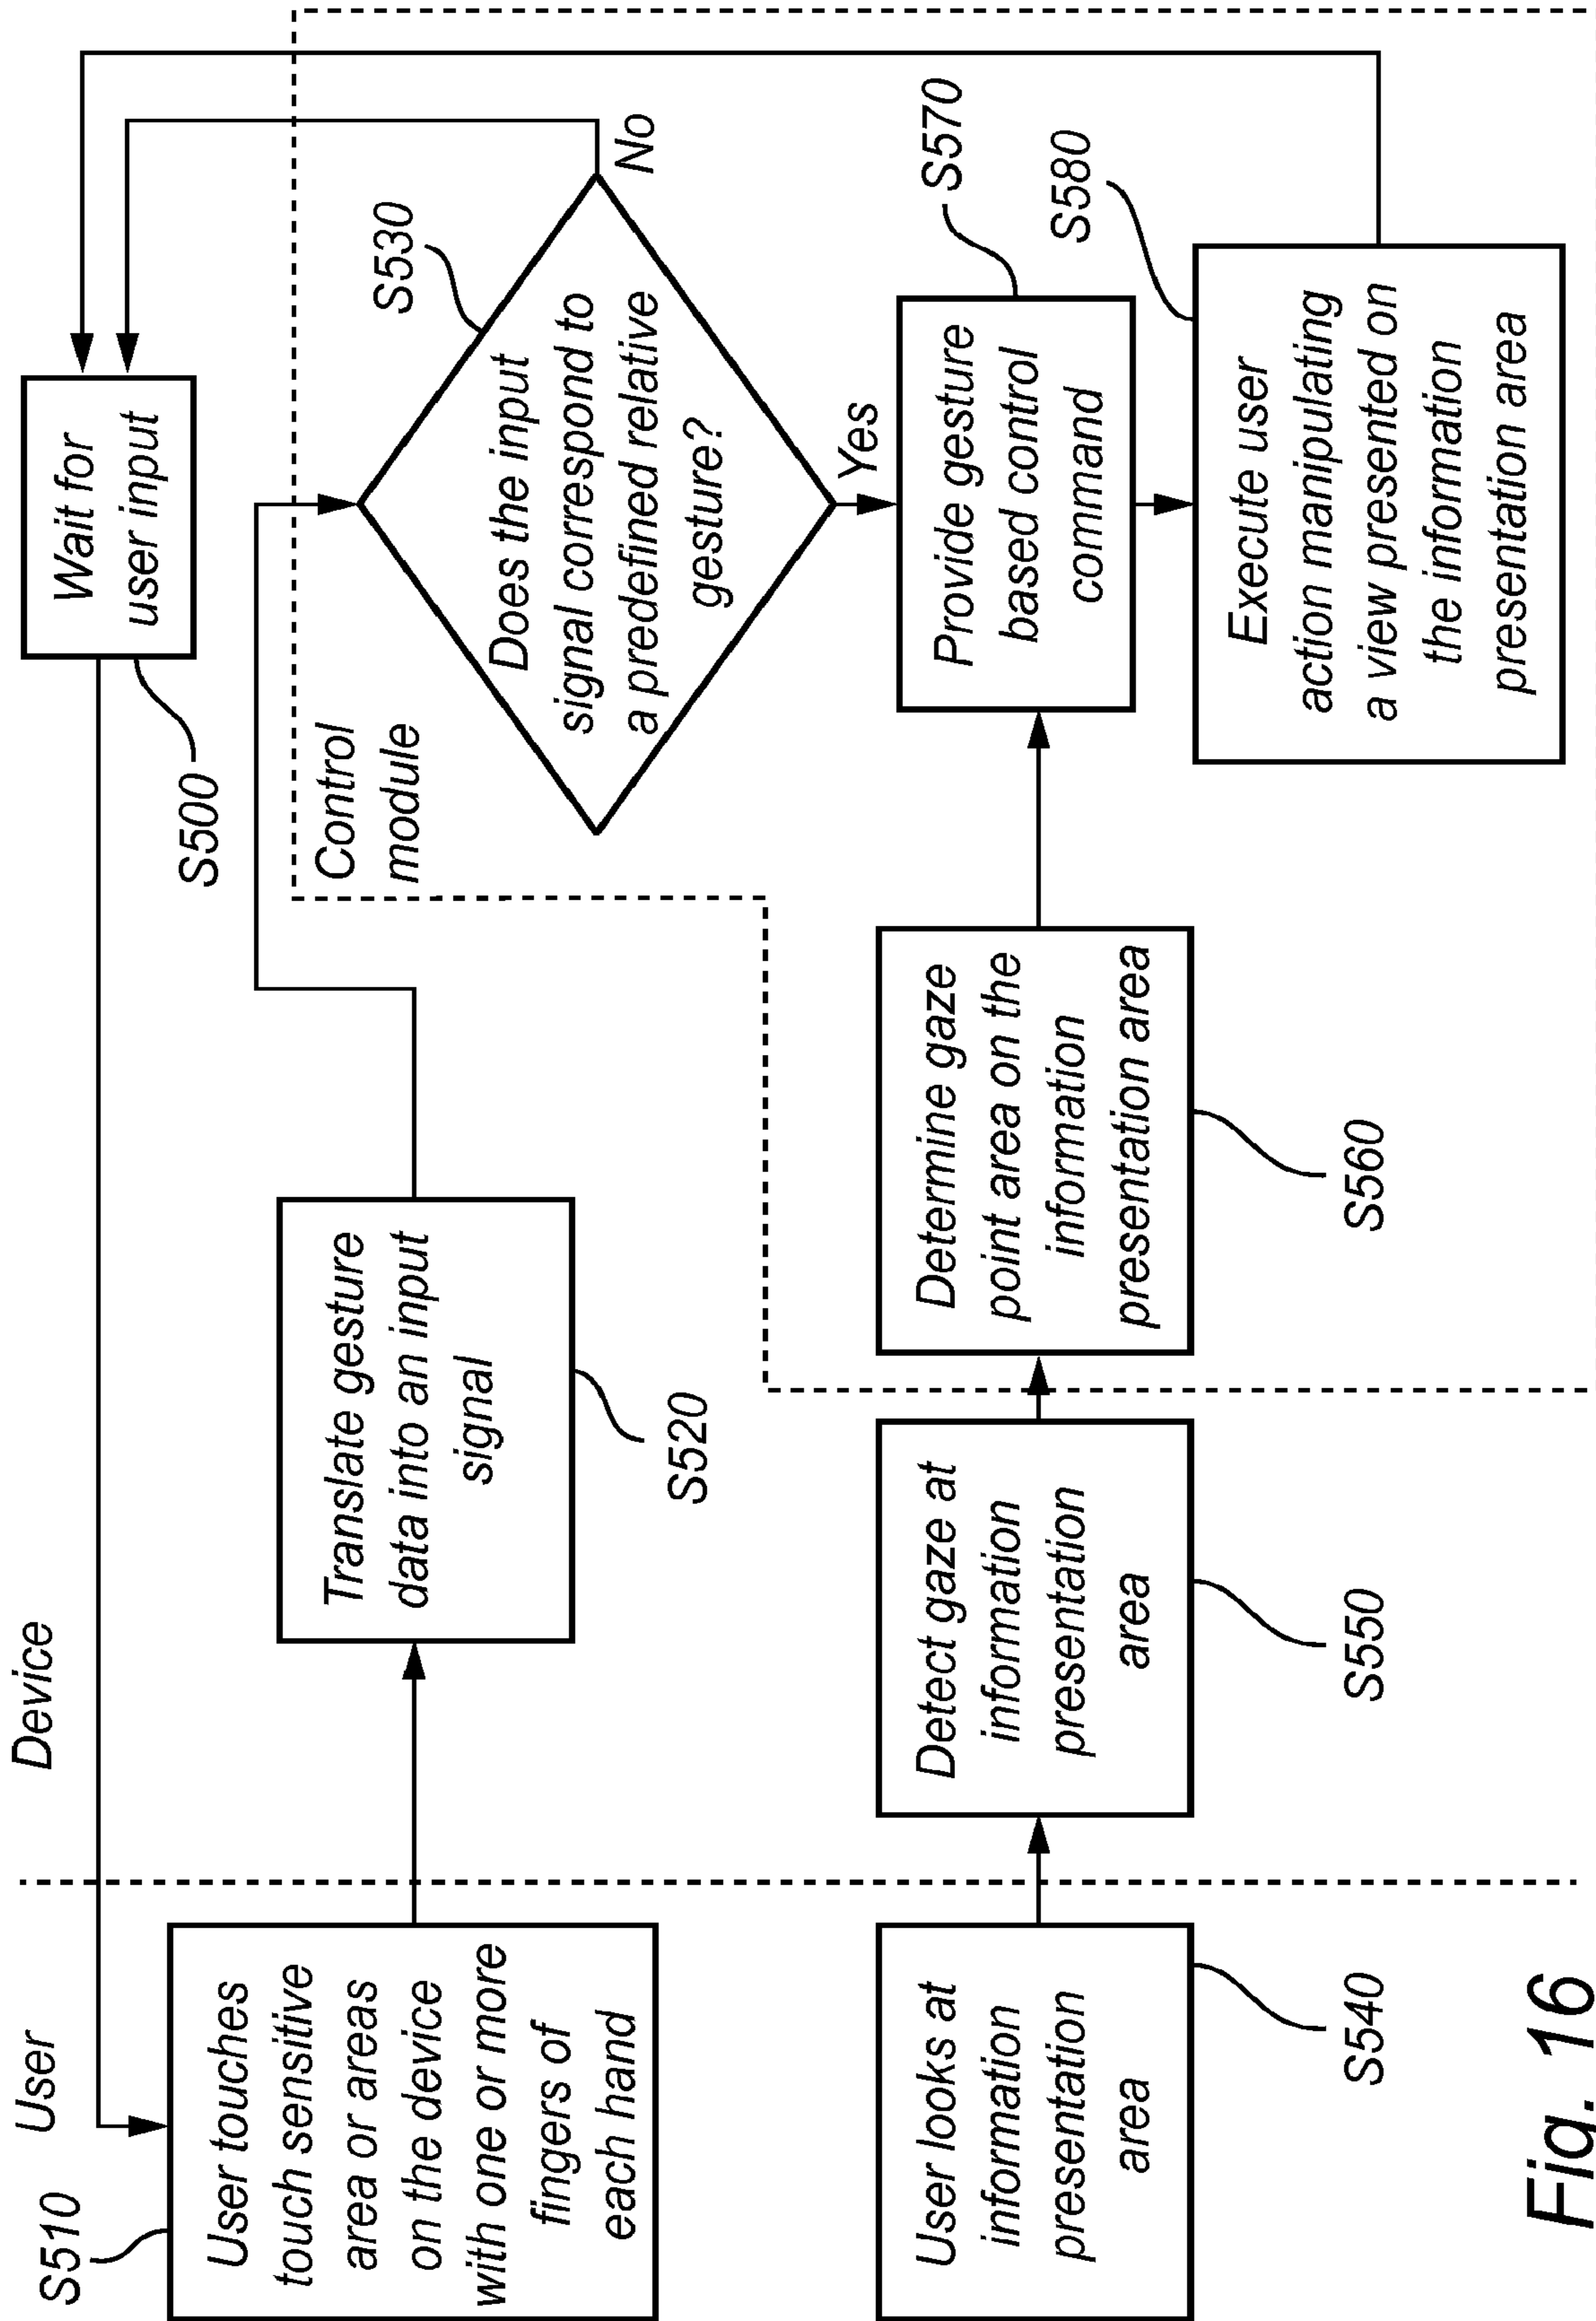 User
Device
S510
User touches
touch sensitive
area or areas
on the device
with one or more
fingers of
each hand
Translate gesture
data into an input
signal
S520
Wait for
user input
S500
Control
module
S530
Does the input
signal correspond to
a predefined relative
gesture?
No
Yes
User looks at
information
presentation
area
S540
Detect gaze at
information
presentation
area
S550
Determine gaze
point area on the
information
presentation area
S560
Provide gesture
based control
command
S570
Execute user
action manipulating
a view presented on
the information
presentation area
S580
Fig. 16